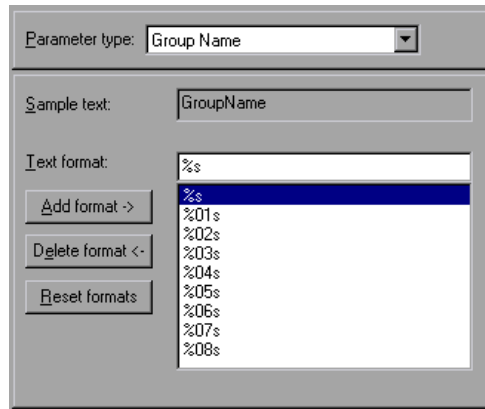 Parameter type: Group Name
Sample text: GroupName
Text format: %s
Add format ->
Delete format <-
Reset formats
%s
%01s
%02s
%03s
%04s
%05s
%06s
%07s
%08s